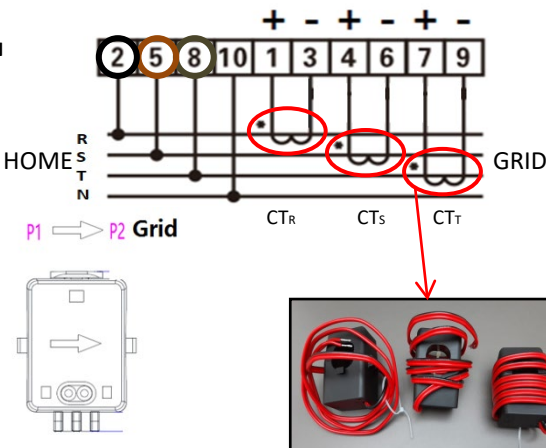 + - + - + -
2 5 8 10 1 3 4 6 7 9
R
HOME S GRID
T
N
CTR CTS CTT
P1 P2 Grid